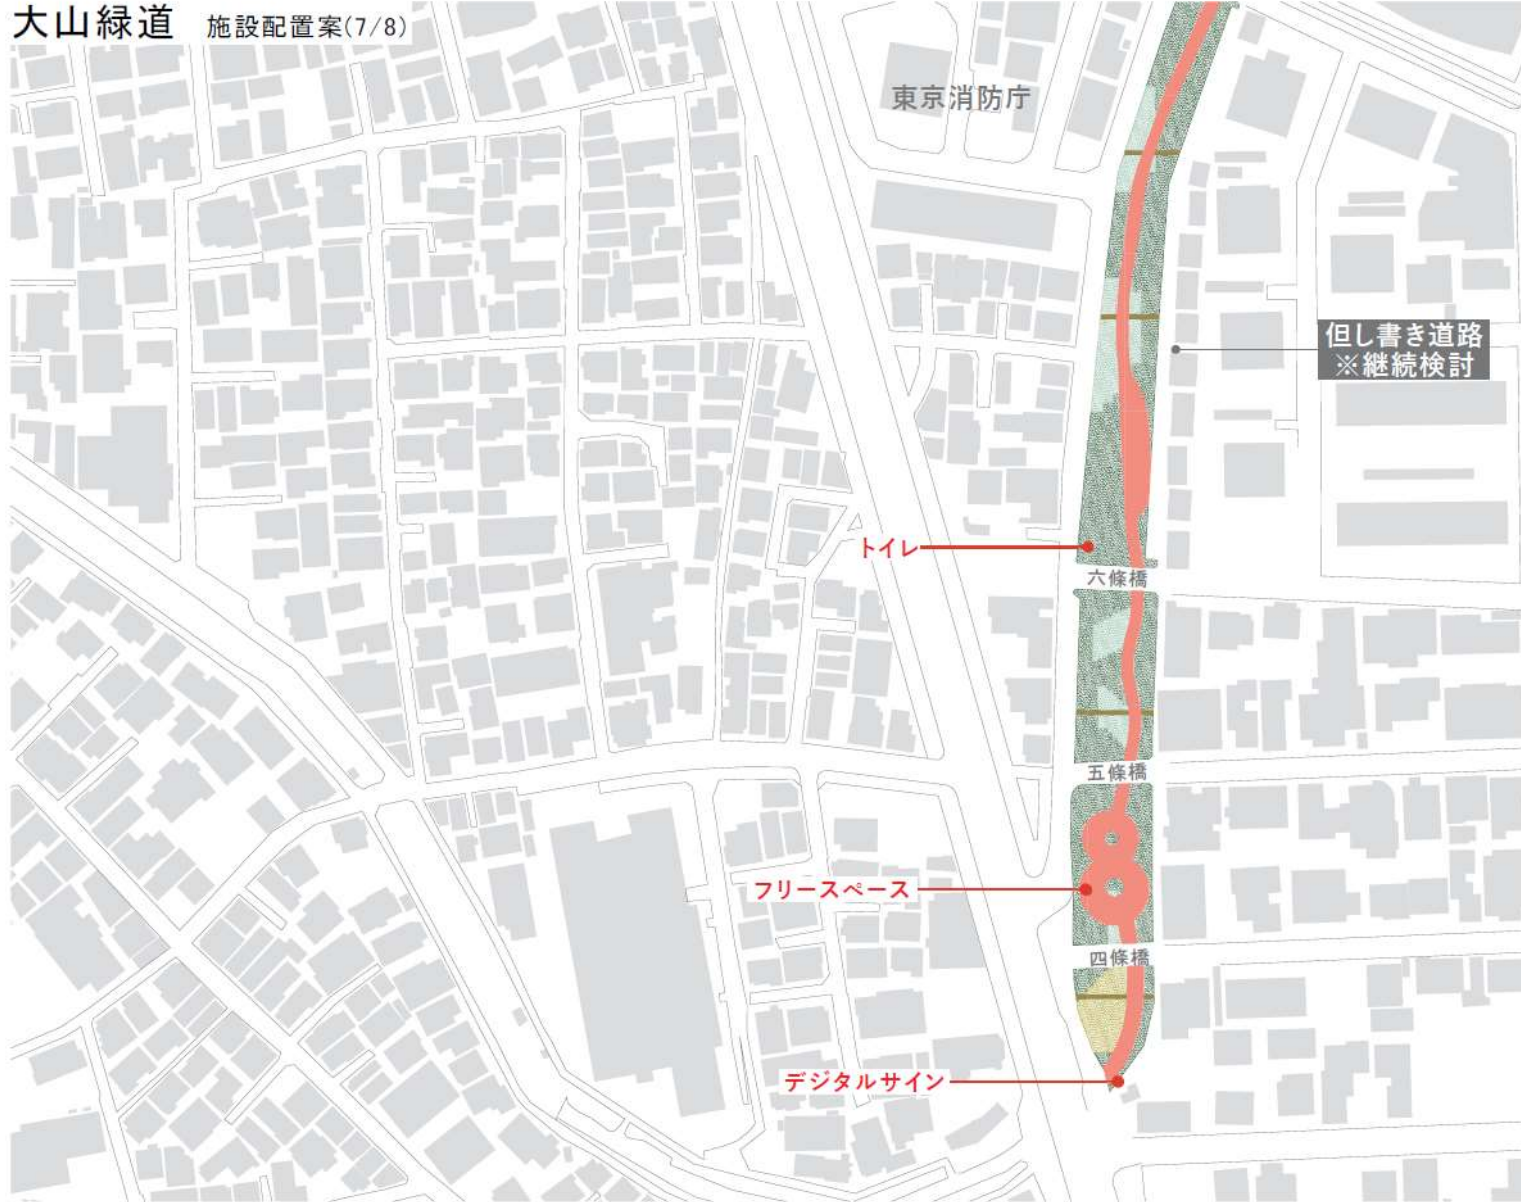 大山緑道 施設配置案(7/8)
東京消防庁
但し書き道路
※継続検討
トイレ
六條橋
五條橋
フリースペース
四條橋
デジタルサイン